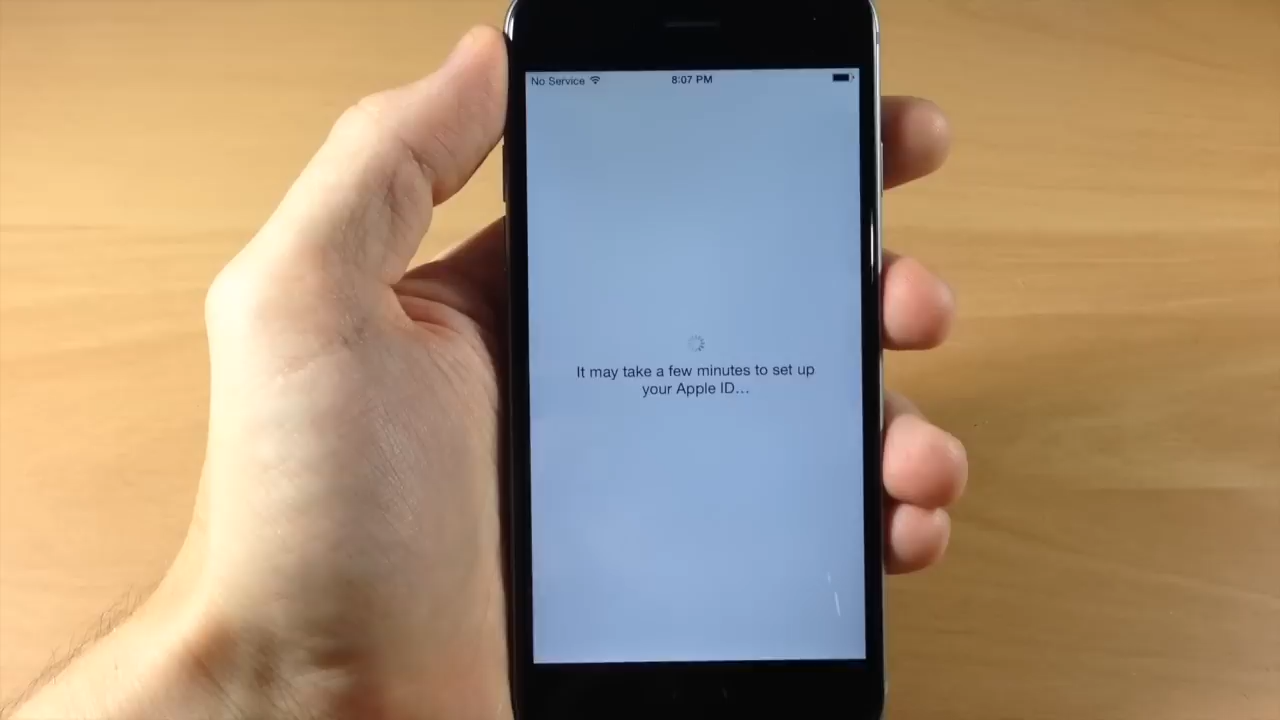 No Service 8:07 PM
It may take a few minutes to set up
your Apple ID...